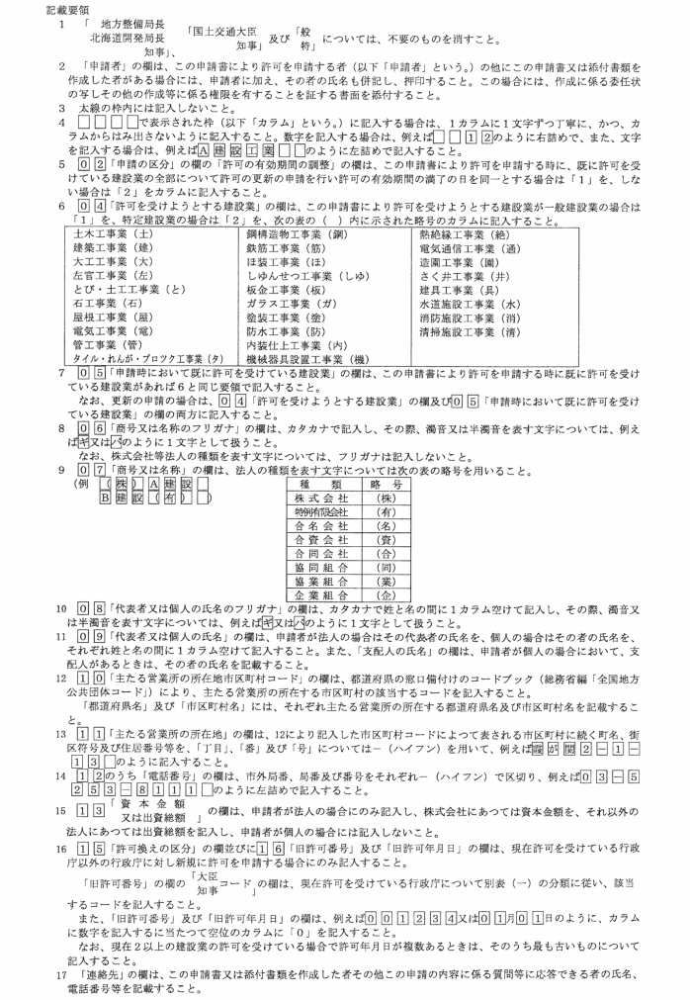 記載要領
1 「 地方整備局長
北海道開発局長
知事」、
「国土交通大臣
知事」
及び
「般
特」
については、不要のものを消すこと。
2 「申請者」の欄は、この申請書により許可を申請する者（以下「申請者」という。）の他にこの申請書又は添付書類を
作成した者がある場合には、申請者に加え、その者の氏名も併記し、押印すること。この場合には、作成に係る委任状
の写しその他の作成等に係る権限を有することを証する書面を添付すること。
3 太線の枠内には記入しないこと。
4 □□□□で表示された枠（以下「カラム」という。）に記入する場合は、1カラムに1文字ずつ丁寧に、かつ、カ
ラムからはみ出さないように記入すること。数字を記入する場合は、例えば□□12のように右詰めで、また、文字
を記入する場合は、例えばA建設工業□□のように左詰めで記入すること。
5 02「申請の区分」の欄の「許可の有効期間の調整」の欄は、この申請書により許可を申請する時に、既に許可を受
けている建設業の全部について許可の更新の申請を行い許可の有効期間の満了の日を同一とする場合は「1」を、しな
い場合は「2」をカラムに記入すること。
6 04「許可を受けようとする建設業」の欄は、この申請書により許可を受けようとする建設業が一般建設業の場合は
「1」を、特定建設業の場合は「2」を、次の表の（ ）内に示された略号のカラムに記入すること。
土木工事業（土） 鋼構造物工事業（鋼） 熱絶縁工事業（絶）
建築工事業（建） 鉄筋工事業（筋） 電気通信工事業（通）
大工工事業（大） ほ装工事業（ほ） 造園工事業（園）
左官工事業（左） しゆんせつ工事業（しゆ） さく井工事業（井）
とび・土工工事業（と） 板金工事業（板） 建具工事業（具）
石工事業（石） ガラス工事業（ガ） 水道施設工事業（水）
屋根工事業（屋） 塗装工事業（塗） 消防施設工事業（消）
電気工事業（電） 防水工事業（防） 清掃施設工事業（清）
管工事業（管） 内装仕上工事業（内）
タイル・れんが・ブロツク工事業（タ） 機械器具設置工事業（機）
7 05「申請時において既に許可を受けている建設業」の欄は、この申請書により許可を申請する時に既に許可を受け
ている建設業があれば6と同じ要領で記入すること。
なお、更新の申請の場合は、04「許可を受けようとする建設業」の欄及び05「申請時において既に許可を受け
ている建設業」の欄の両方に記入すること。
8 06「商号又は名称のフリガナ」の欄は、カタカナで記入し、その際、濁音又は半濁音を表す文字については、例え
ばギ又はパのように1文字として扱うこと。
なお、株式会社等法人の種類を表す文字については、フリガナは記入しないこと。
9 07「商号又は名称」の欄は、法人の種類を表す文字については次の表の略号を用いること。
（例 （株）A建設□
B建設（有）□）
種類 略号
株式会社 （株）
特例有限会社 （有）
合名会社 （名）
合資会社 （資）
合同会社 （合）
協同組合 （同）
協業組合 （業）
企業組合 （企）
10 08「代表者又は個人の氏名のフリガナ」の欄は、カタカナで姓と名の間に1カラム空けて記入し、その際、濁音又
は半濁音を表す文字については、例えばギ又はパのように1文字として扱うこと。
11 09「代表者又は個人の氏名」の欄は、申請者が法人の場合はその代表者の氏名を、個人の場合はその者の氏名を、
それぞれ姓と名の間に1カラム空けて記入すること。また、「支配人の氏名」の欄は、申請者が個人の場合において、支
配人があるときは、その者の氏名を記載すること。
12 10「主たる営業所の所在地市区町村コード」の欄は、都道府県の窓口備付けのコードブック（総務省編「全国地方
公共団体コード」）により、主たる営業所の所在する市区町村の該当するコードを記入すること。
「都道府県名」及び「市区町村名」には、それぞれ主たる営業所の所在する都道府県名及び市区町村名を記載するこ
と。
13 11「主たる営業所の所在地」の欄は、12により記入した市区町村コードによつて表される市区町村に続く町名、街
区符号及び住居番号等を、「丁目」、「番」及び「号」については－（ハイフン）を用いて、例えば霞が関2－1－
13□のように記入すること。
14 12のうち「電話番号」の欄は、市外局番、局番及び番号をそれぞれ－（ハイフン）で区切り、例えば03－5
253－8111□のように左詰めで記入すること。
15 13
「資本金額
又は出資総額」
の欄は、申請者が法人の場合にのみ記入し、株式会社にあつては資本金額を、それ以外の
法人にあつては出資総額を記入し、申請者が個人の場合には記入しないこと。
16 15「許可換えの区分」の欄並びに16「旧許可番号」及び「旧許可年月日」の欄は、現在許可を受けている行政
庁以外の行政庁に対し新規に許可を申請する場合にのみ記入すること。
「旧許可番号」の欄の
「大臣
知事
コード」の欄は、現在許可を受けている行政庁について別表（一）の分類に従い、該当
するコードを記入すること。
また、「旧許可番号」及び「旧許可年月日」の欄は、例えば001234又は01月01日のように、カラム
に数字を記入するに当たつて空位のカラムに「0」を記入すること。
なお、現在2以上の建設業の許可を受けている場合で許可年月日が複数あるときは、そのうち最も古いものについて
記入すること。
17 「連絡先」の欄は、この申請書又は添付書類を作成した者その他この申請の内容に係る質問等に応答できる者の氏名、
電話番号等を記載すること。